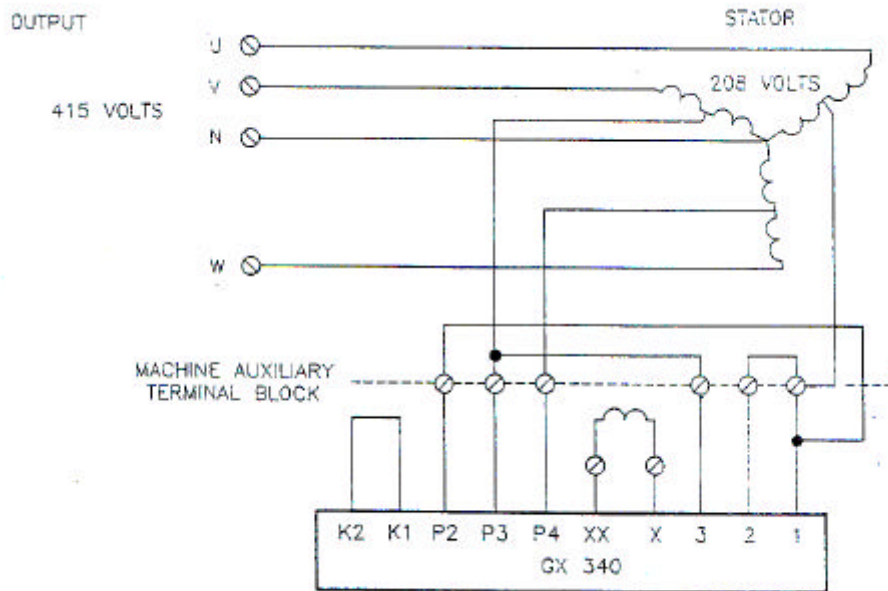 OUTPUT
STATOR
U
V
208 VOLTS
415 VOLTS
N
W
MACHINE AUXILIARY
TERMINAL BLOCK
K2 K1 P2 P3 P4 XX X 3 2 1
GX 340